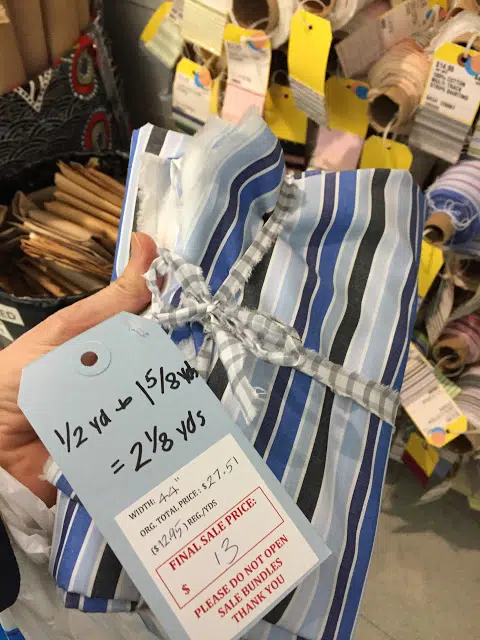 1/2 yd + 1 5/8 yds
= 2 1/8 yds
WIDTH: 44"
ORG. TOTAL PRICE: $27.51
($12.95) REG./YDS
FINAL SALE PRICE:
$ 13
PLEASE DO NOT OPEN
SALE BUNDLES
THANK YOU